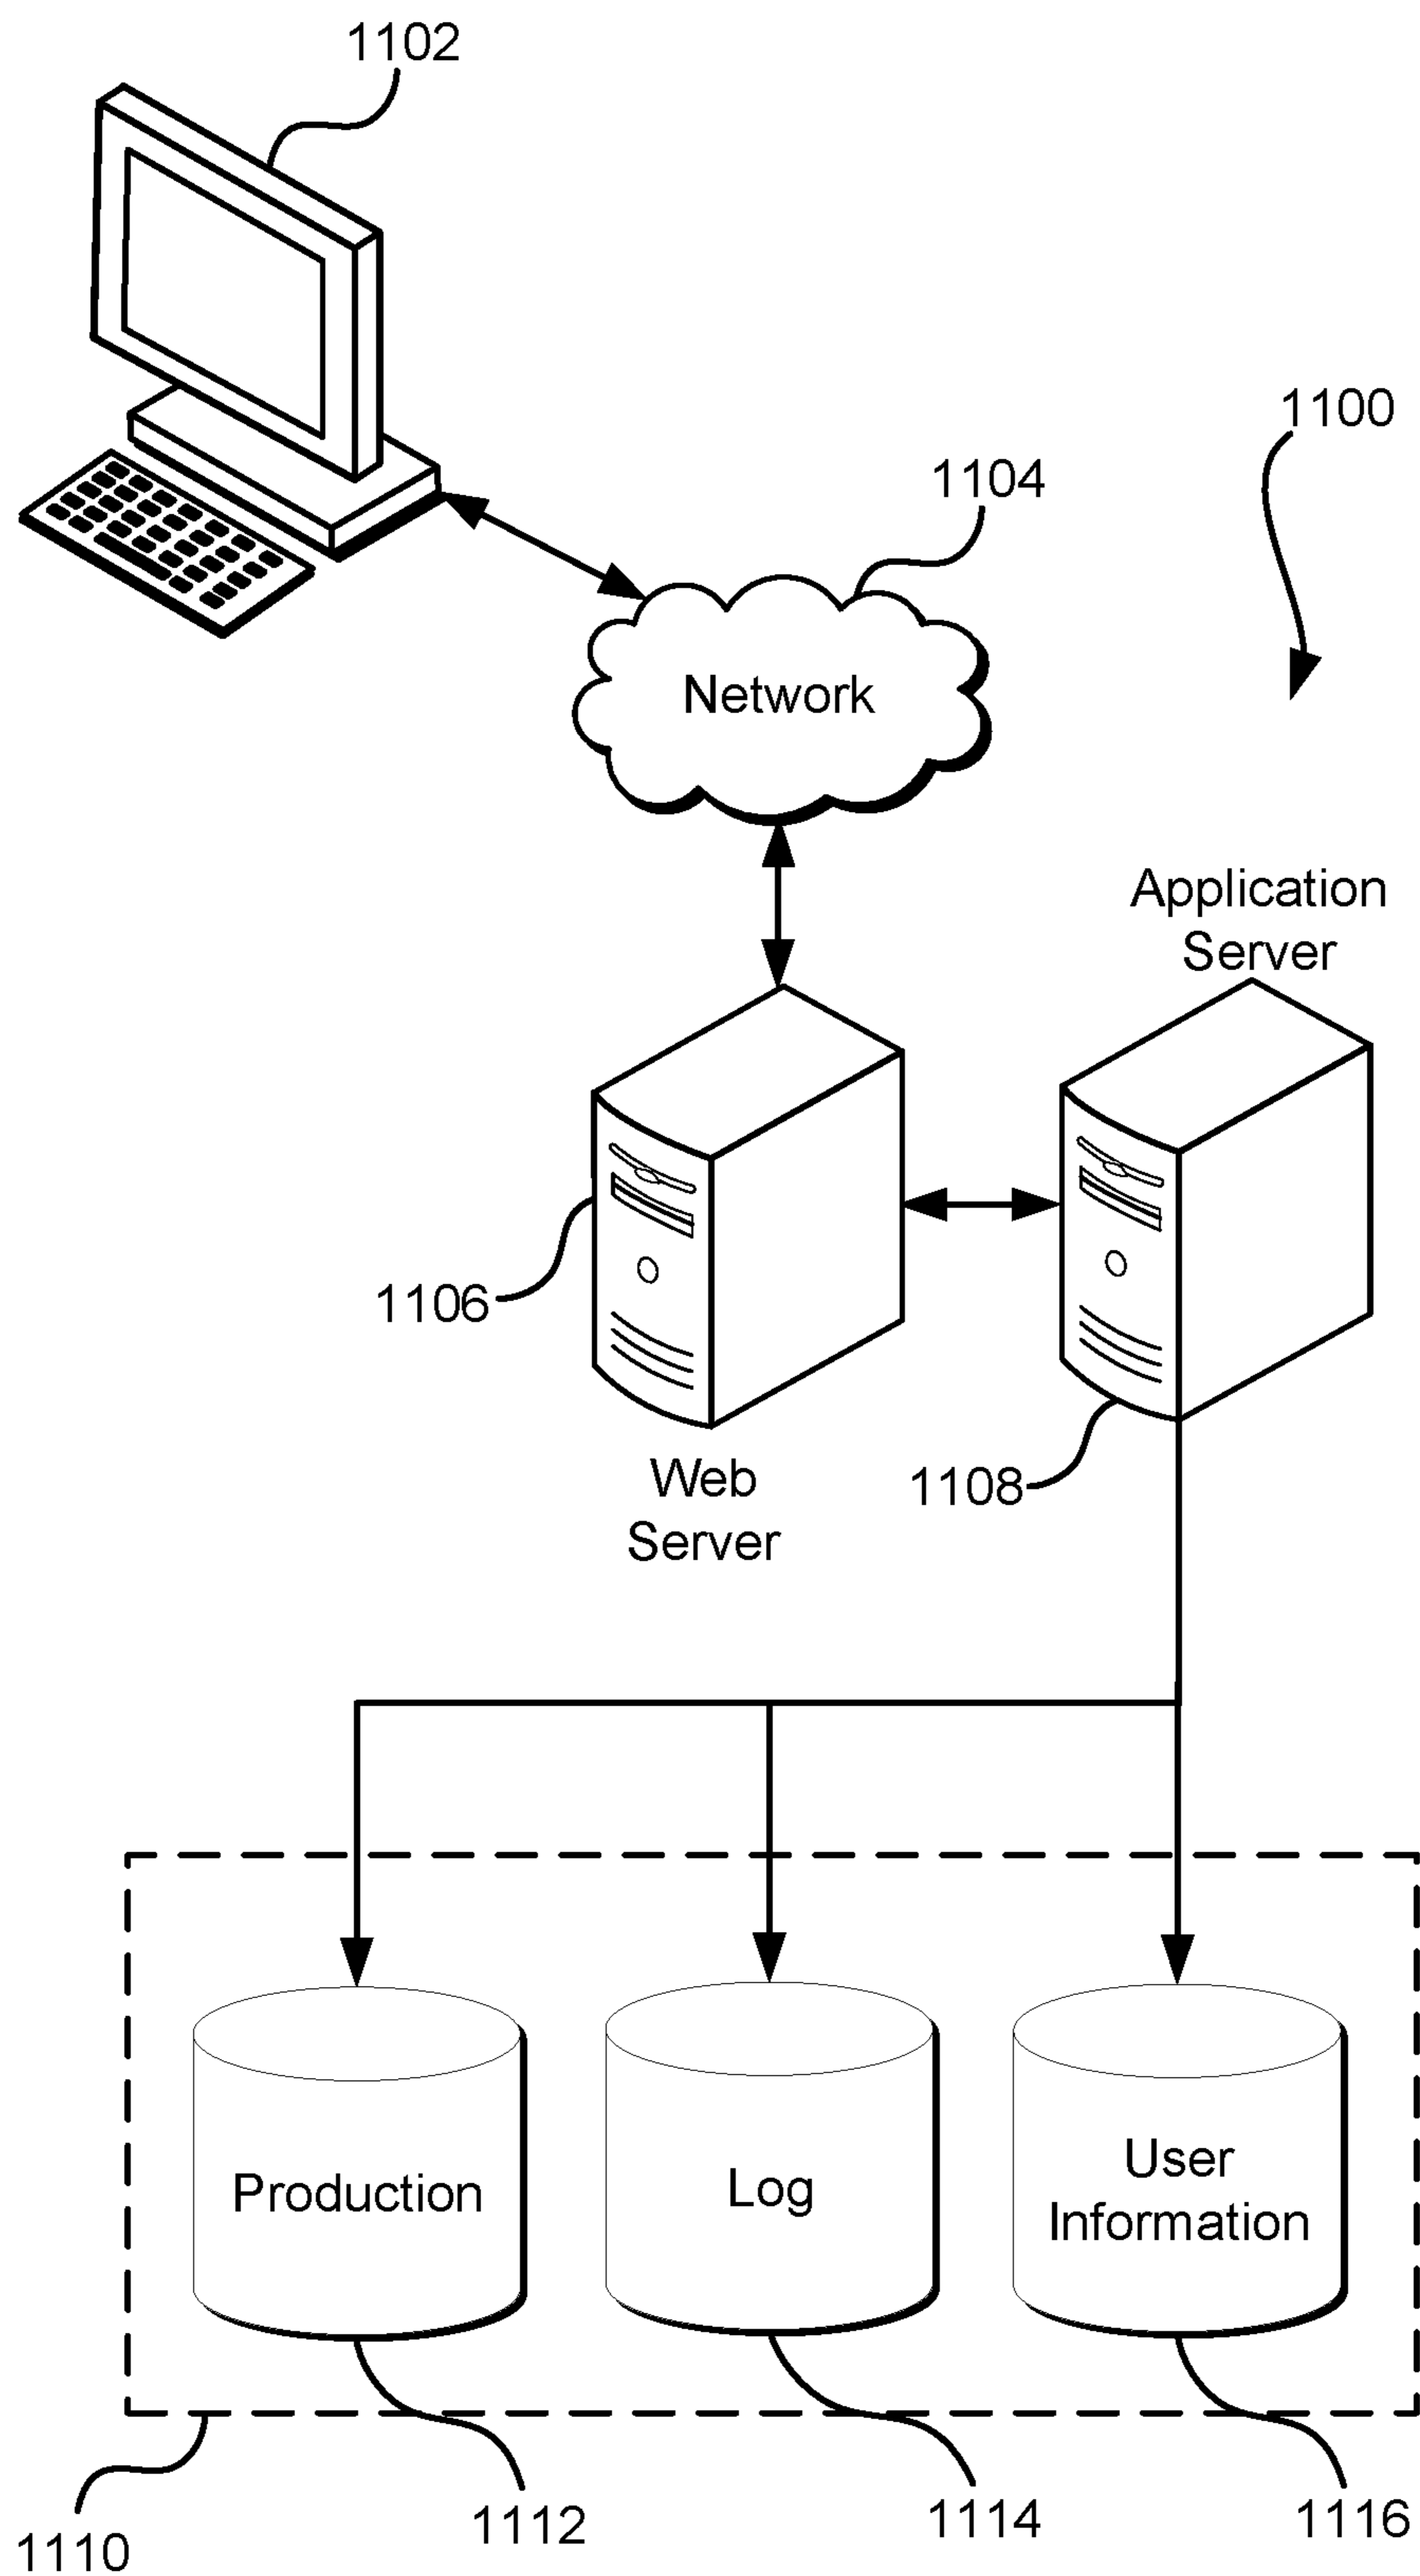 1102
1100
1104
Network
Application
Server
1106
1108
Web
Server
Production
Log
User
Information
1110
1112
1114
1116